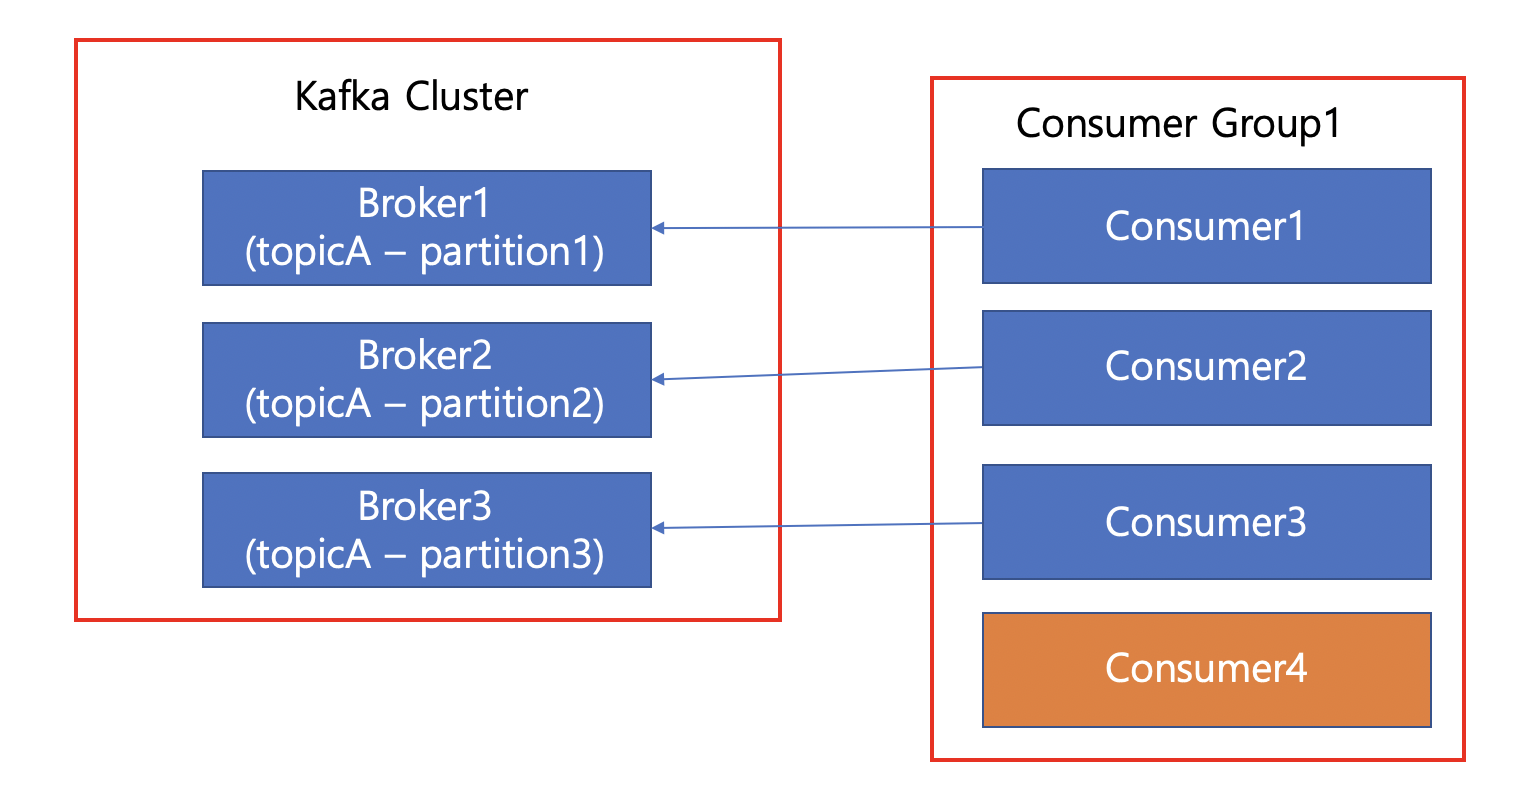 Kafka Cluster
Broker1
(topicA – partition1)
Broker2
(topicA – partition2)
Broker3
(topicA – partition3)
Consumer Group1
Consumer1
Consumer2
Consumer3
Consumer4